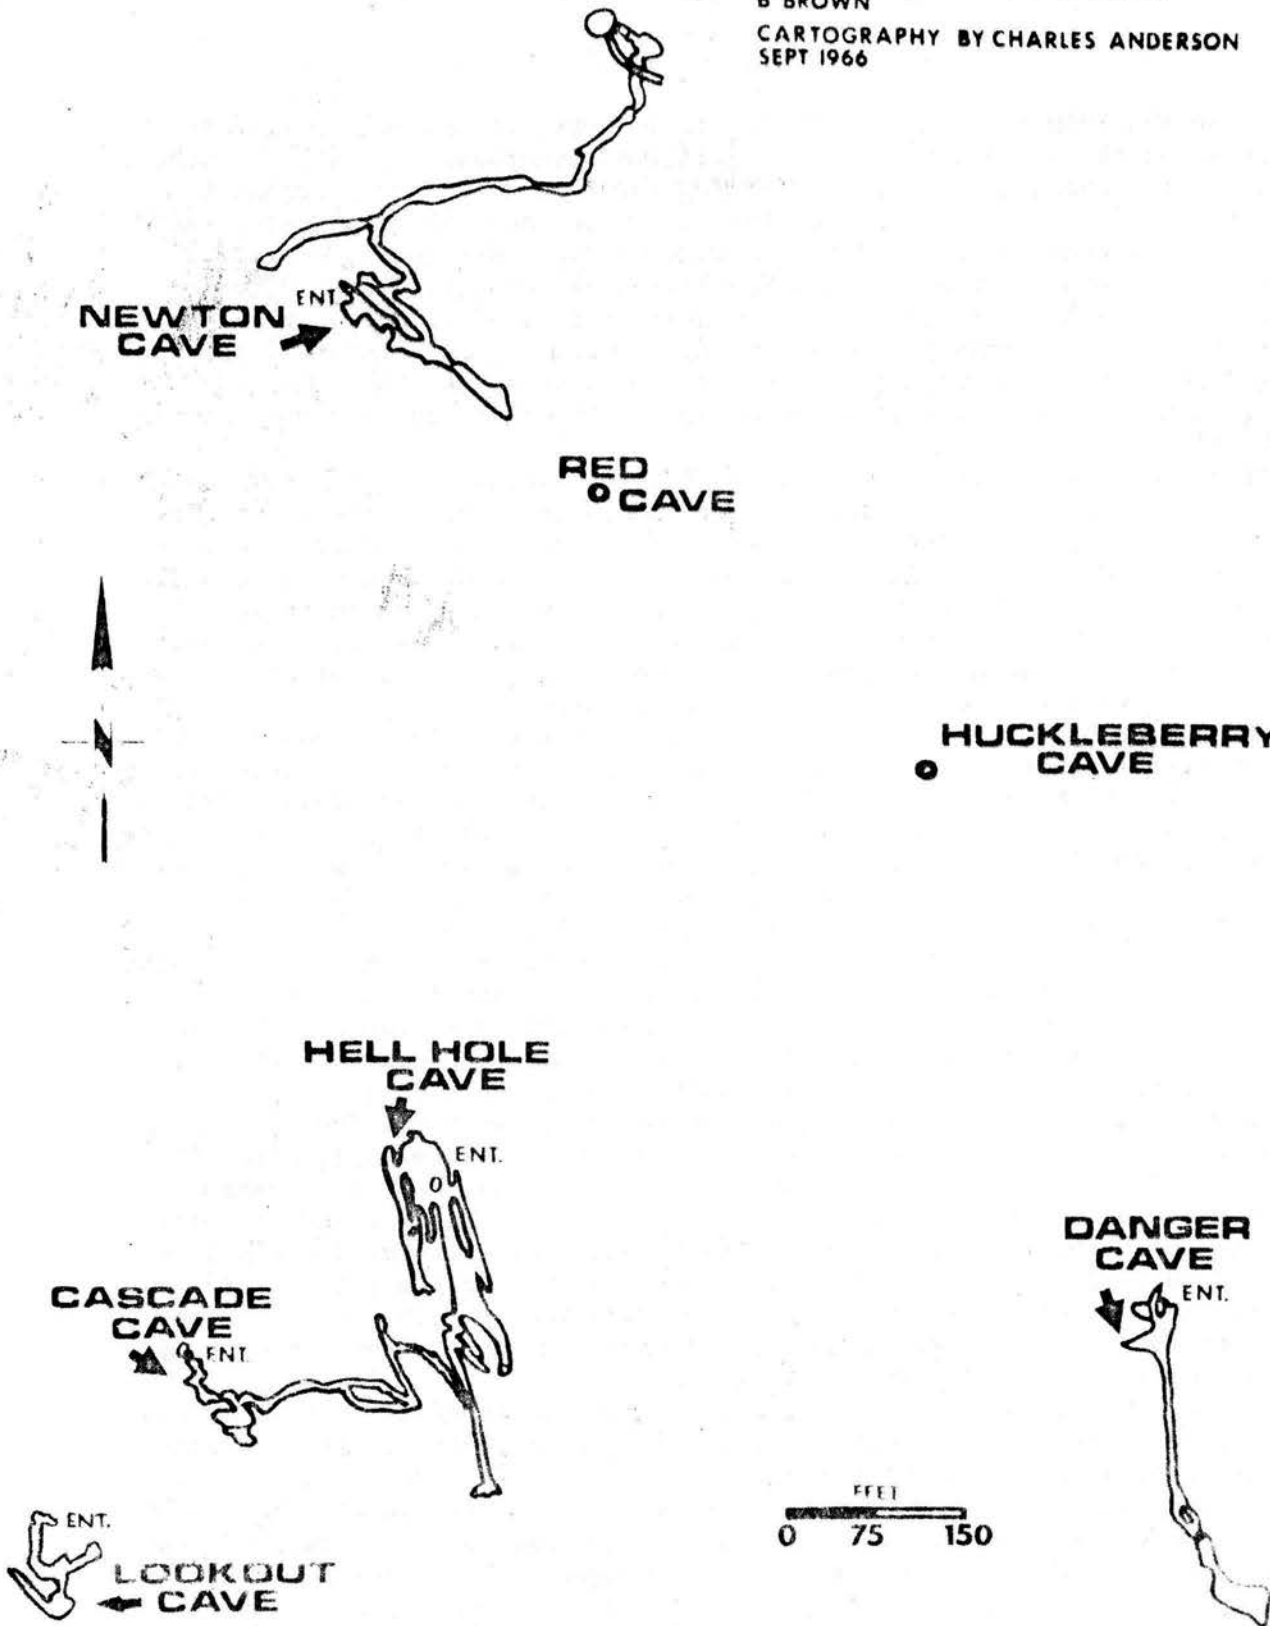 B BROWN
CARTOGRAPHY BY CHARLES ANDERSON
SEPT 1966
ENT.
NEWTON
CAVE
RED
CAVE
N
HUCKLEBERRY
CAVE
HELL HOLE
CAVE
ENT.
DANGER
CAVE
ENT.
CASCADE
CAVE
ENT.
FEET
0 75 150
ENT.
LOOKOUT
CAVE